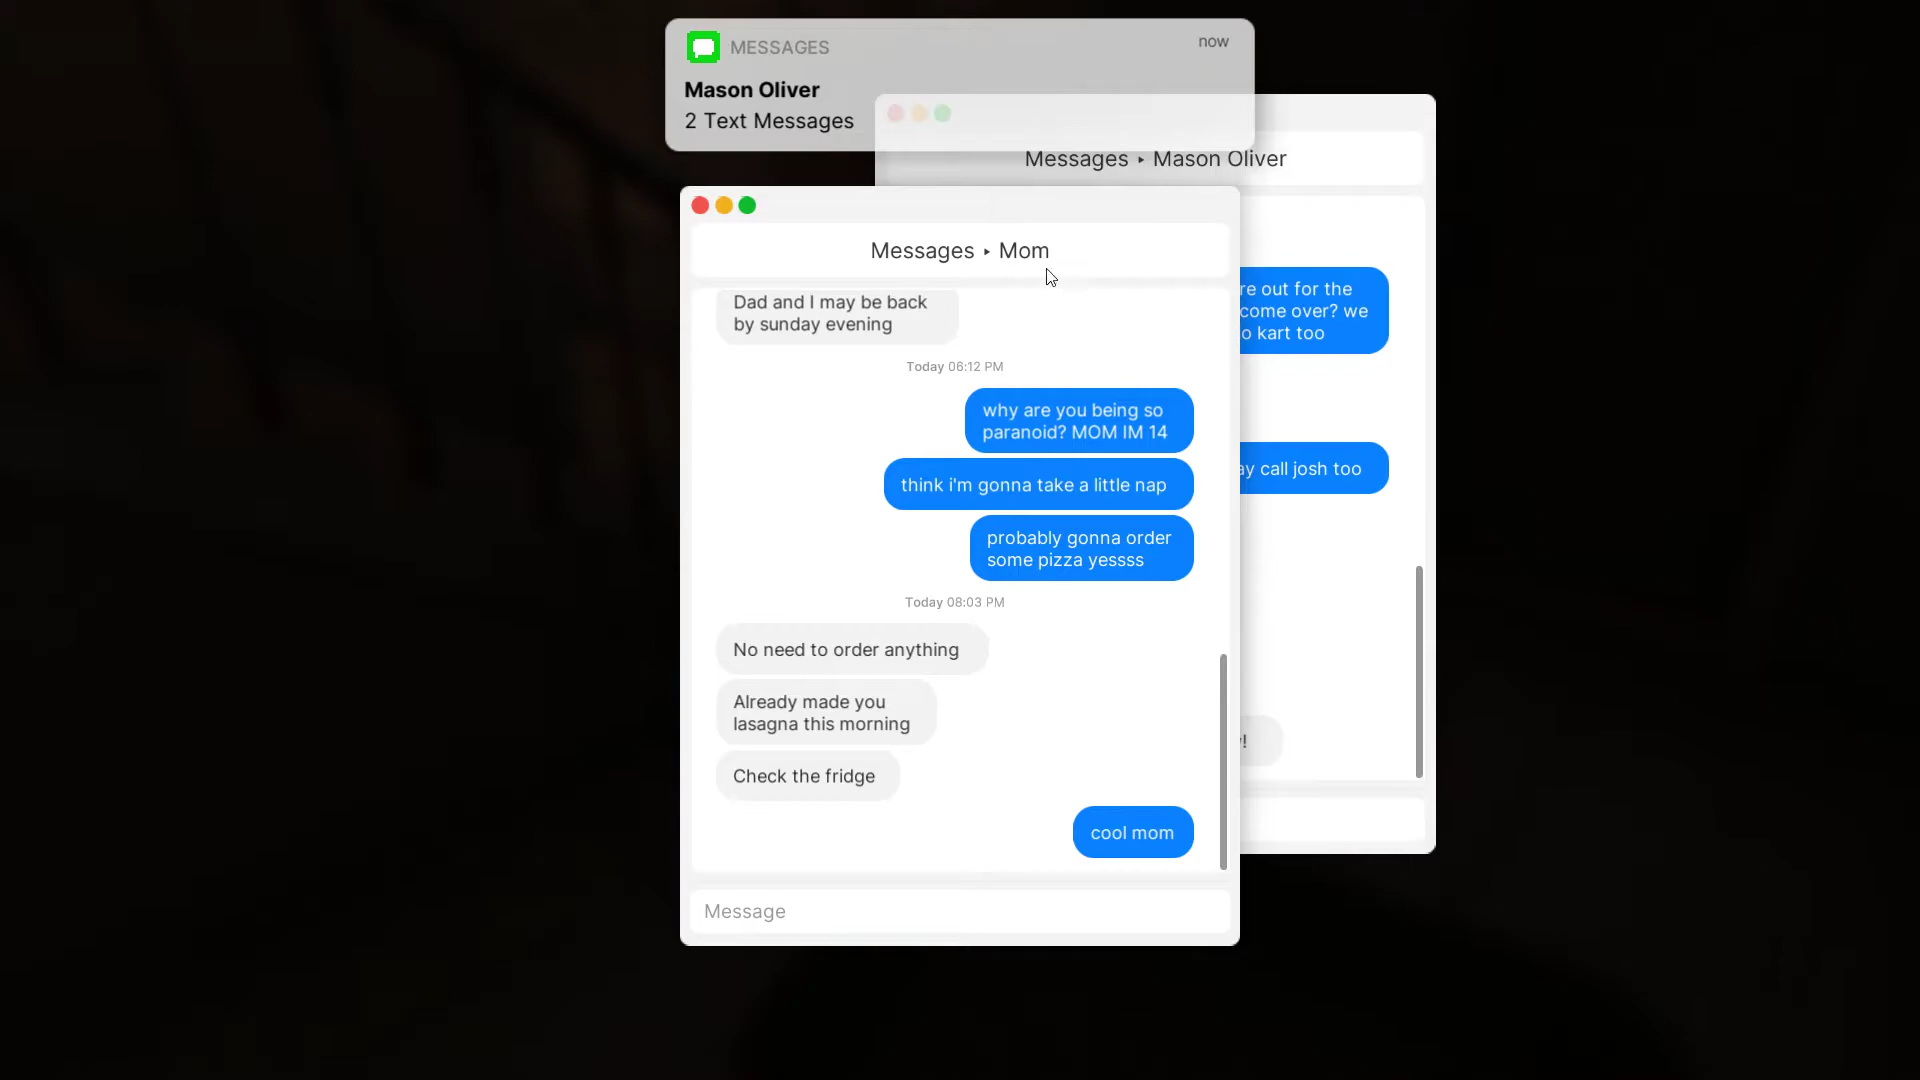 MESSAGES
now
Mason Oliver
2 Text Messages
Messages ‣ Mason Oliver
Messages ‣ Mom
Dad and I may be back
by sunday evening
Today 06:12 PM
why are you being so
paranoid? MOM IM 14
think i'm gonna take a little nap
probably gonna order
some pizza yessss
Today 08:03 PM
No need to order anything
Already made you
lasagna this morning
Check the fridge
cool mom
Message
re out for the
come over? we
o kart too
ay call josh too
!